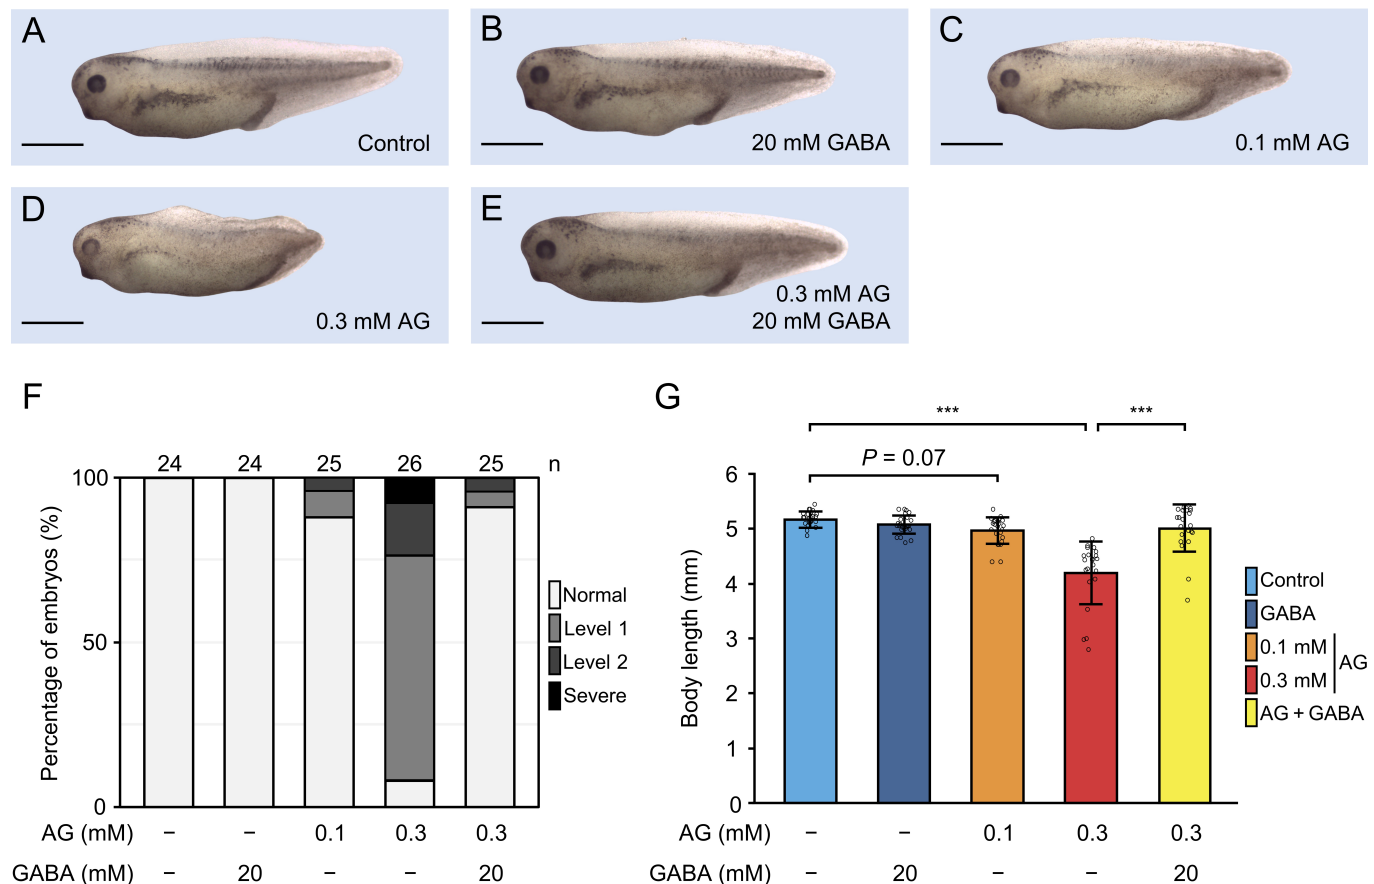 A
Control
B
20 mM GABA
C
0.1 mM AG
D
0.3 mM AG
E
0.3 mM AG
20 mM GABA
F
24 24 25 26 25 n
100
50
0
Percentage of embryos (%)
Normal
Level 1
Level 2
Severe
AG (mM) – – 0.1 0.3 0.3
GABA (mM) – 20 – – 20
G
*** ***
P = 0.07
6
5
4
3
2
1
0
Body length (mm)
Control
GABA
0.1 mM
0.3 mM
AG
AG + GABA
AG (mM) – – 0.1 0.3 0.3
GABA (mM) – 20 – – 20